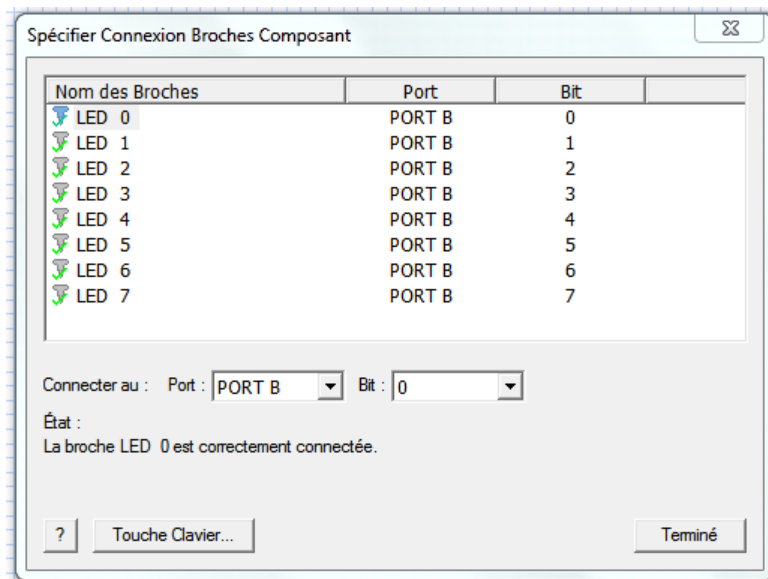 Spécifier Connexion Broches Composant
Nom des Broches Port Bit
LED 0 PORT B 0
LED 1 PORT B 1
LED 2 PORT B 2
LED 3 PORT B 3
LED 4 PORT B 4
LED 5 PORT B 5
LED 6 PORT B 6
LED 7 PORT B 7
Connecter au : Port : PORT B Bit : 0
État :
La broche LED 0 est correctement connectée.
? Touche Clavier... Terminé